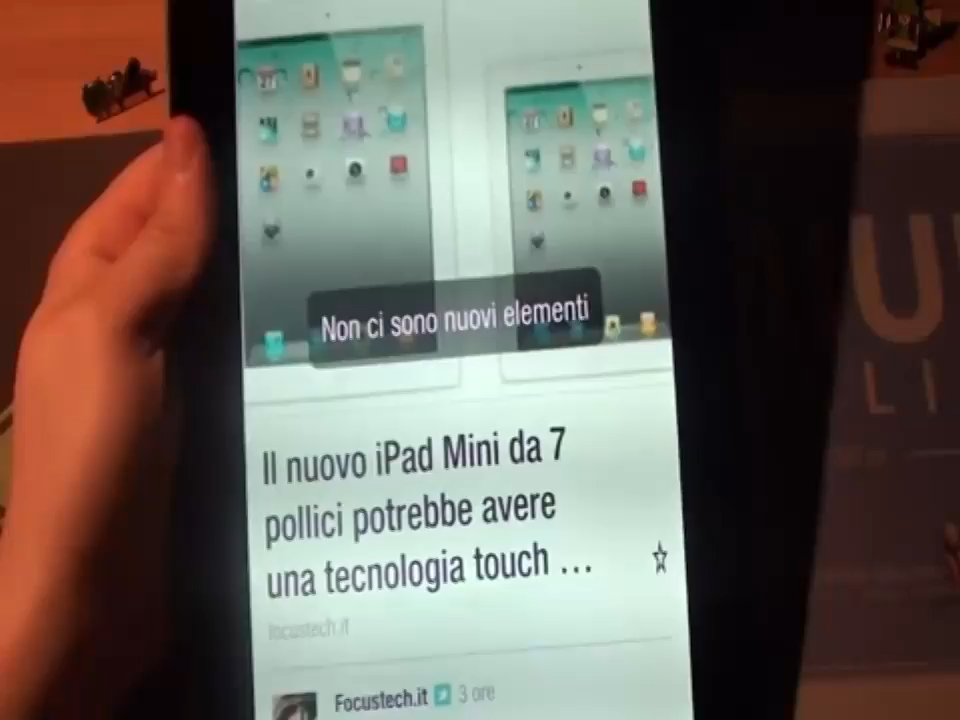 Non ci sono nuovi elementi
Il nuovo iPad Mini da 7
pollici potrebbe avere
una tecnologia touch ...
focustech.it
Focustech.it 3 ore
U
LI